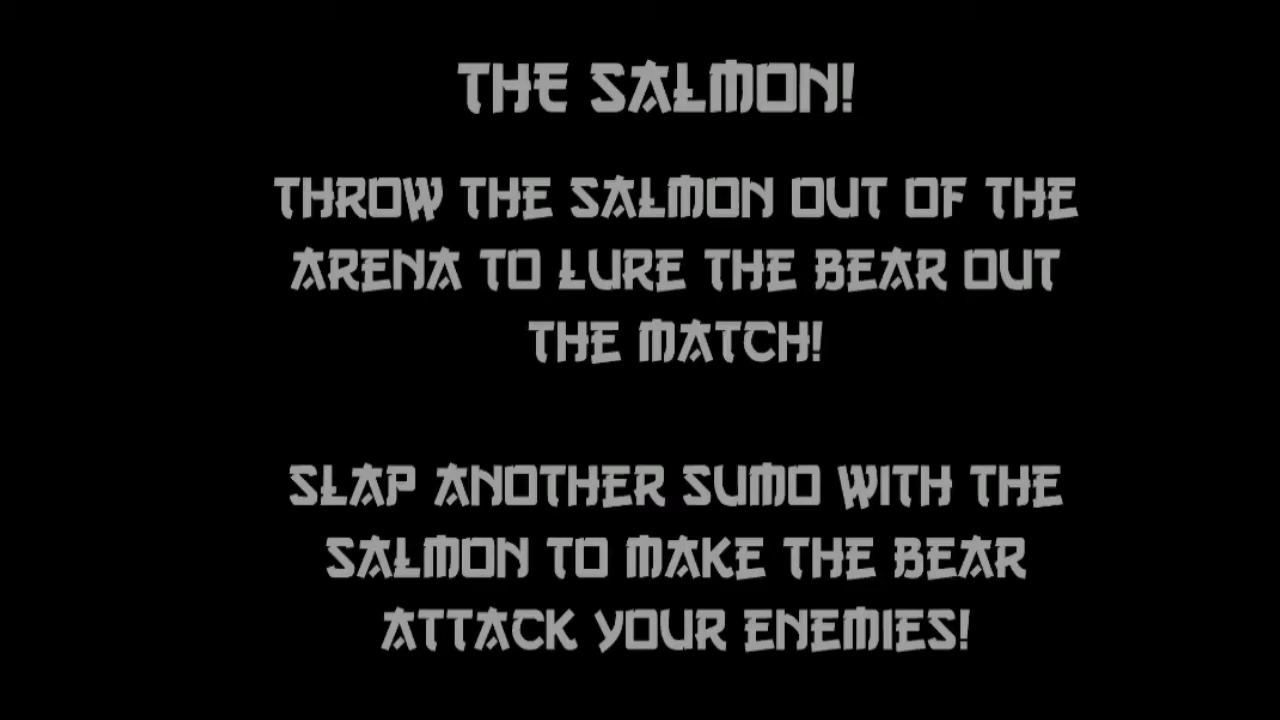 THE SALMON!
THROW THE SALMON OUT OF THE
ARENA TO LURE THE BEAR OUT
THE MATCH!
SLAP ANOTHER SUMO WITH THE
SALMON TO MAKE THE BEAR
ATTACK YOUR ENEMIES!